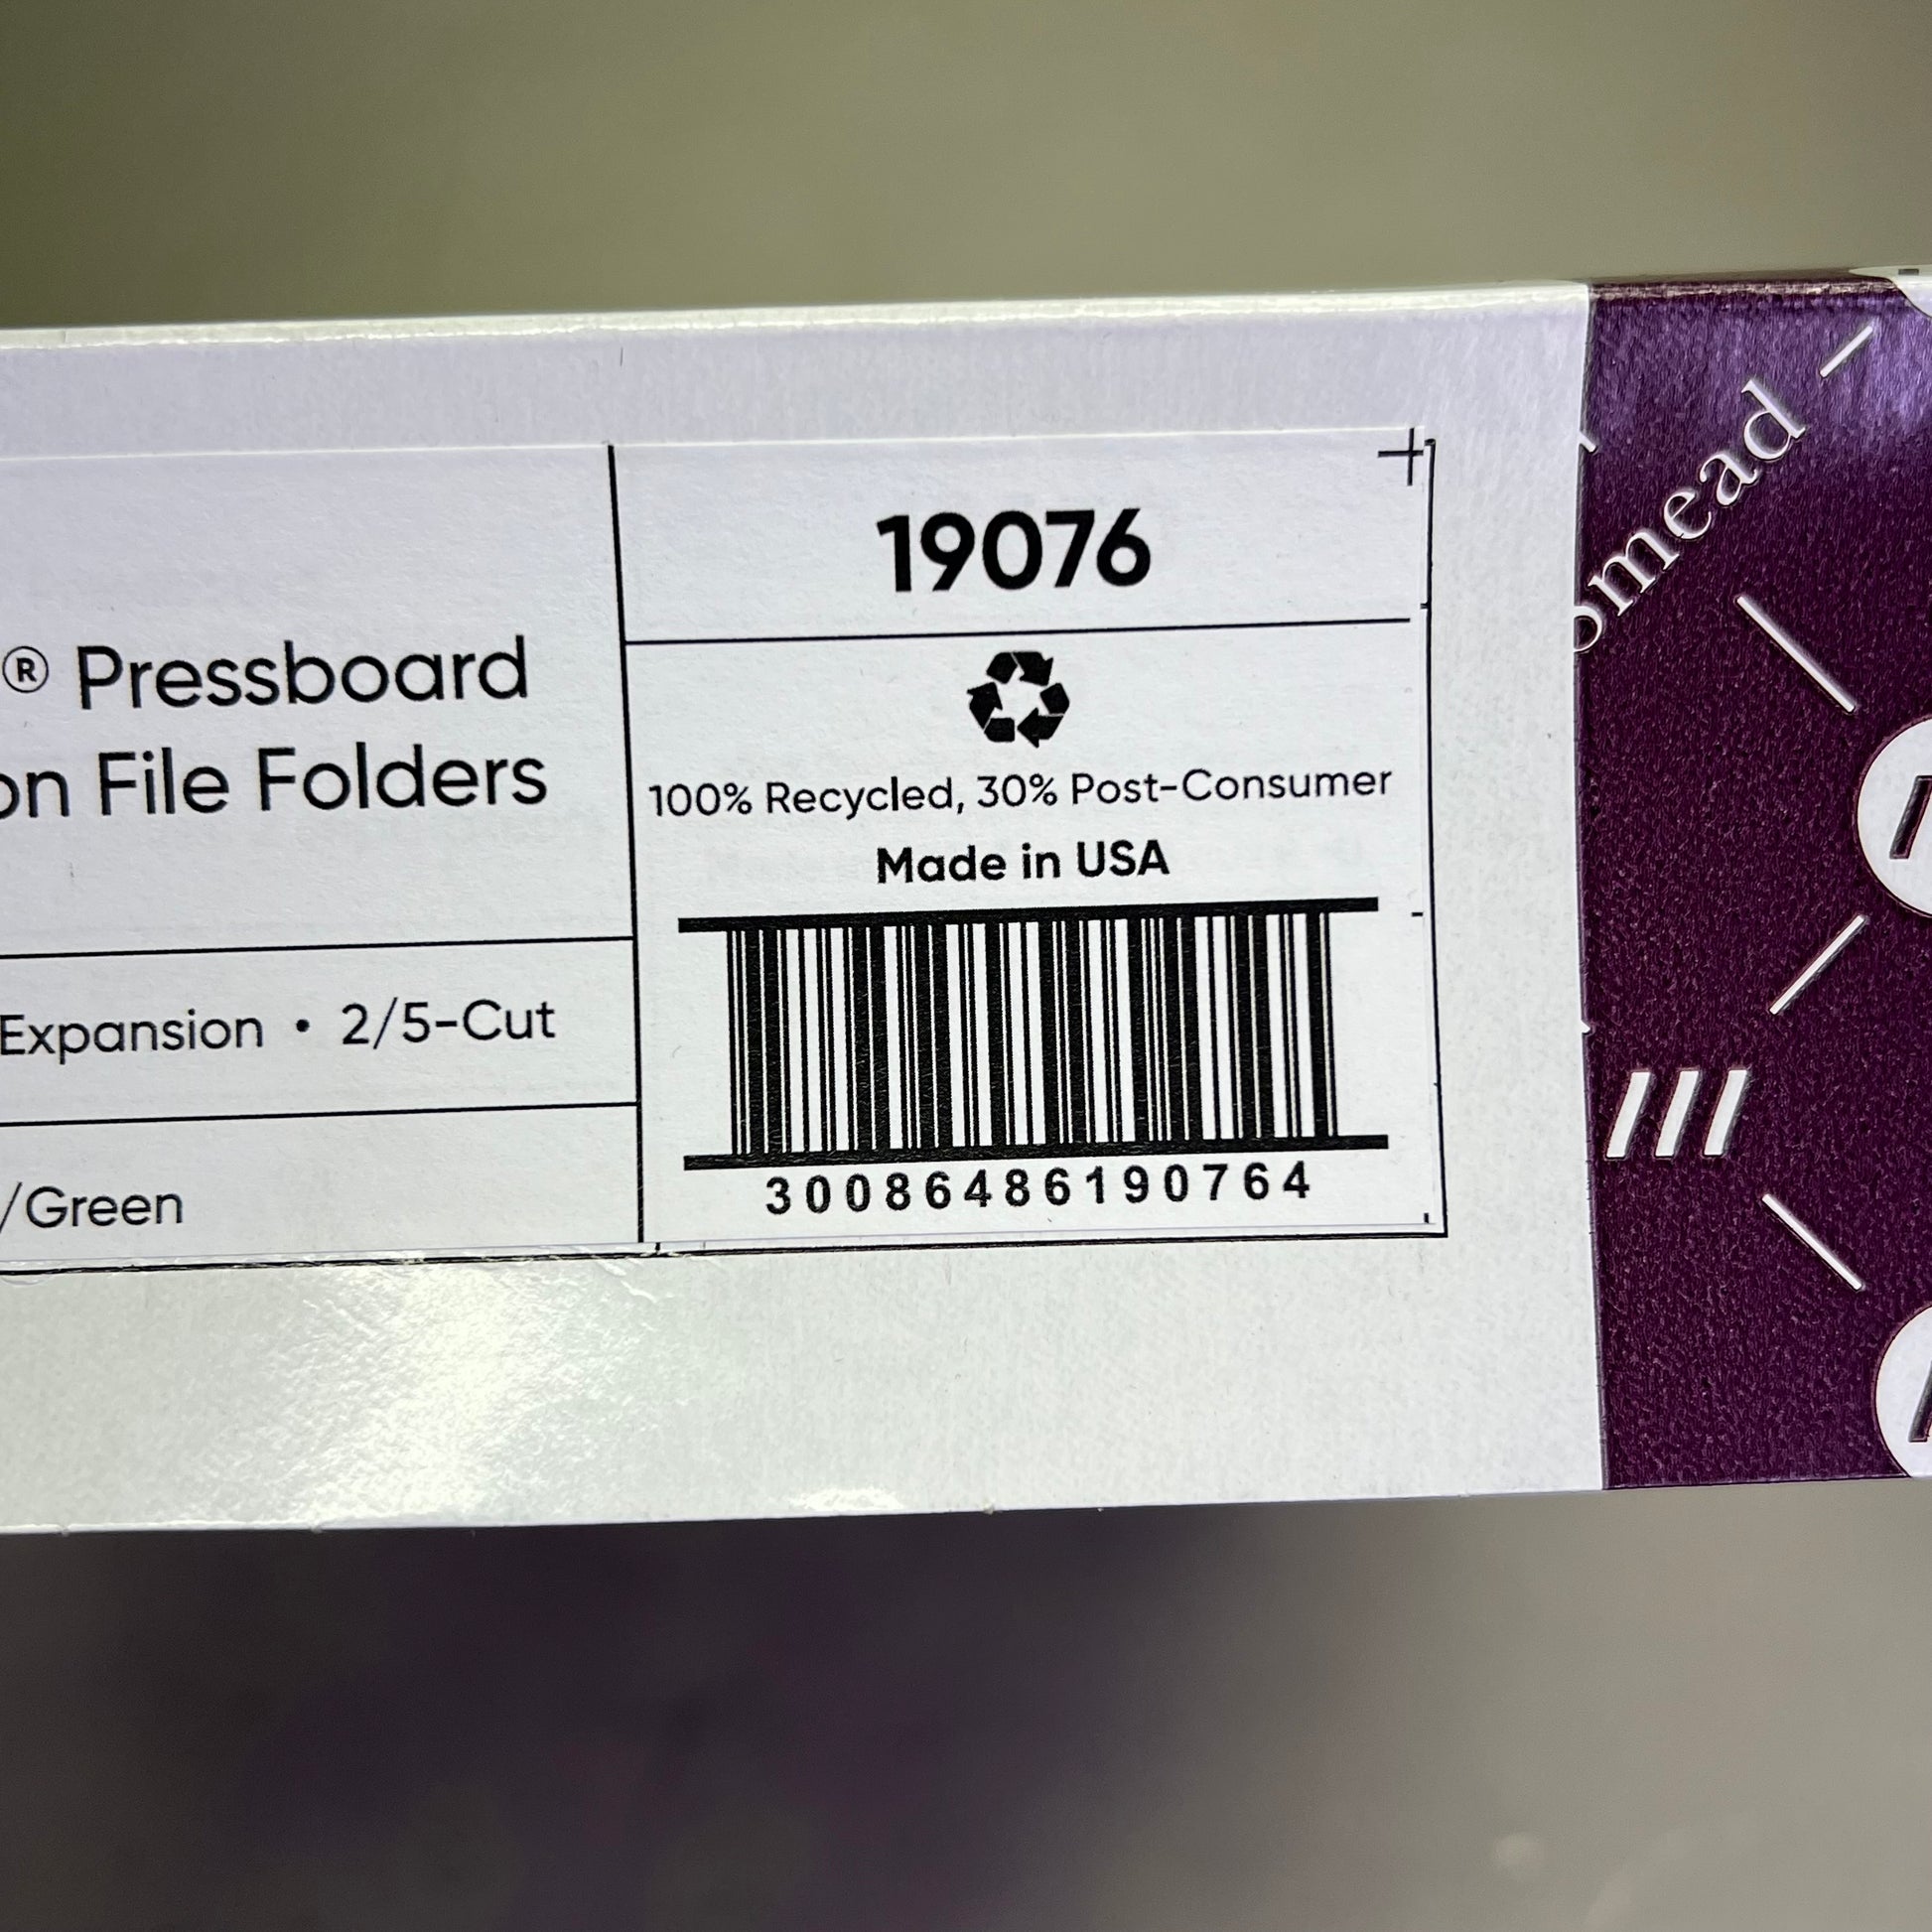 19076
® Pressboard
on File Folders
100% Recycled, 30% Post-Consumer
Made in USA
Expansion • 2/5-Cut
30086486190764
/Green
omead